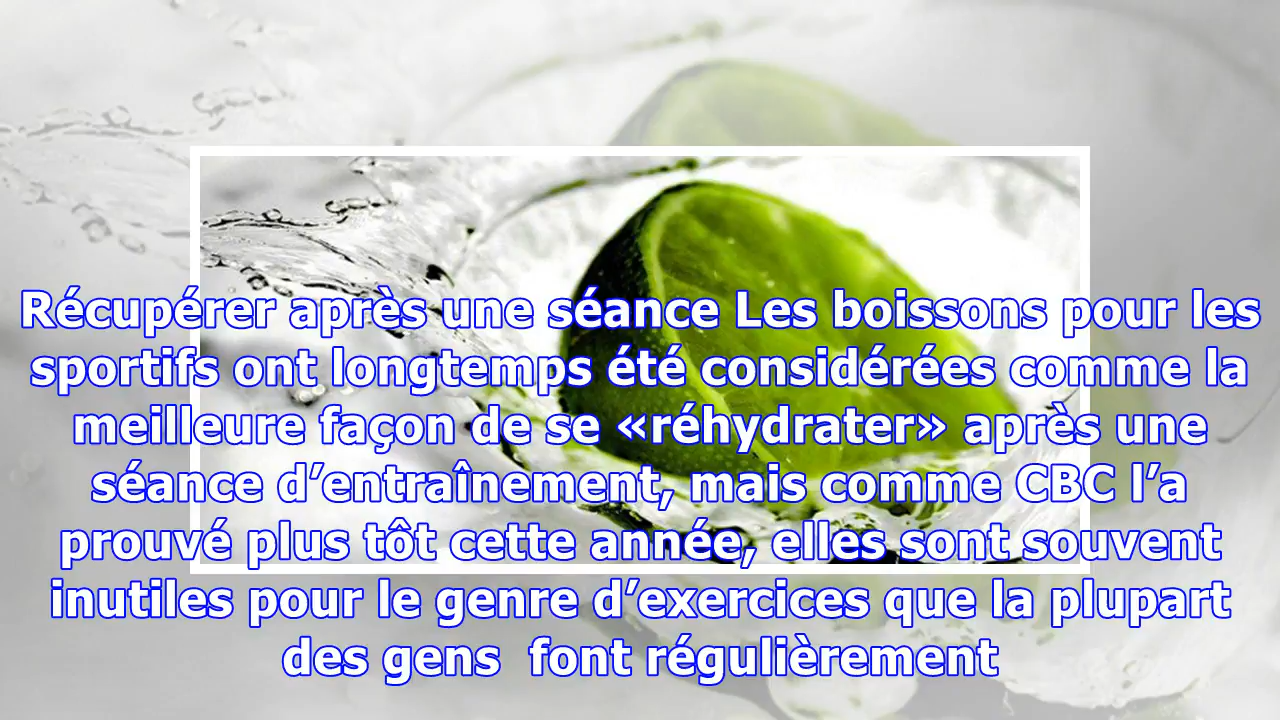 Récupérer après une séance Les boissons pour les
sportifs ont longtemps été considérées comme la
meilleure façon de se «réhydrater» après une
séance d’entraînement, mais comme CBC l’a
prouvé plus tôt cette année, elles sont souvent
inutiles pour le genre d’exercices que la plupart
des gens  font régulièrement